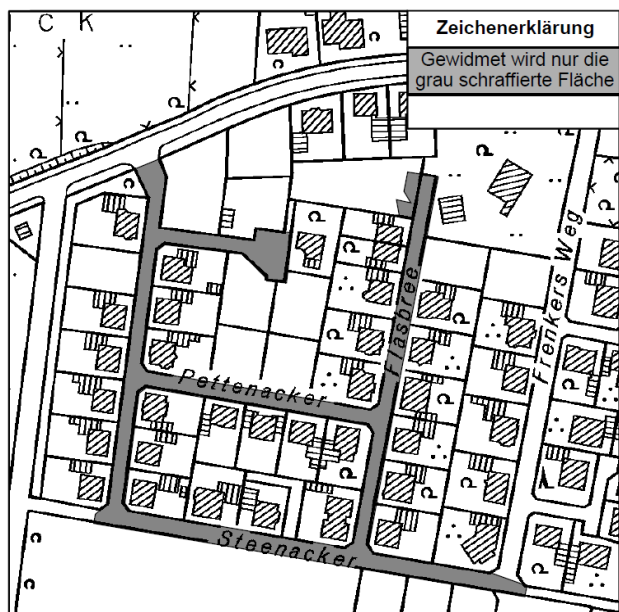 C K
Zeichenerklärung
Gewidmet wird nur die
grau schraffierte Fläche
Frenkers Weg
Flasbree
Pettenacker
Steenacker